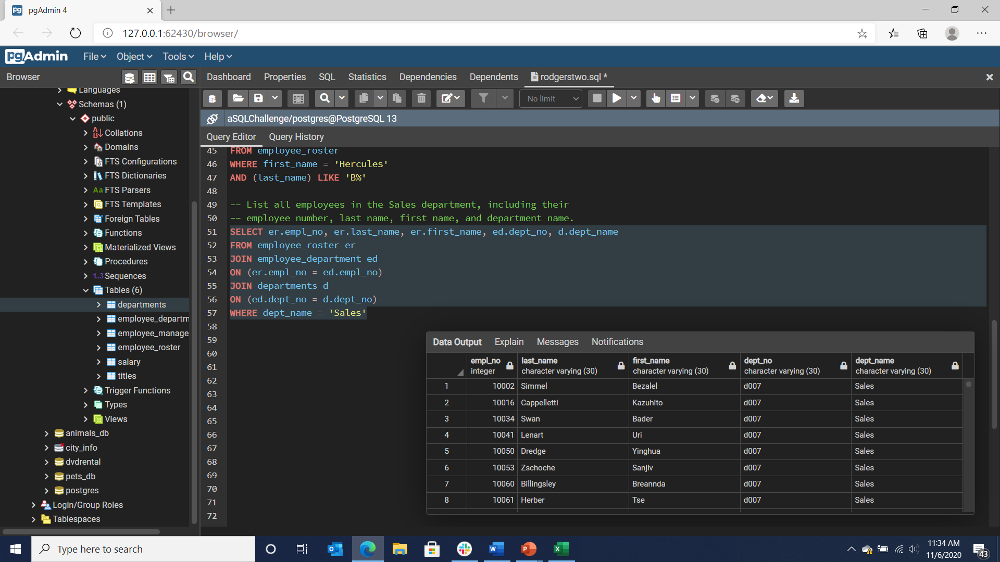 pgAdmin 4
127.0.0.1:62430/browser/
pgAdmin File Object Tools Help
Browser
Dashboard Properties SQL Statistics Dependencies Dependents rodgerstwo.sql *
No limit
aSQLChallenge/postgres@PostgreSQL 13
Query Editor Query History
Languages
Schemas (1)
public
Collations
Domains
FTS Configurations
FTS Dictionaries
Aa FTS Parsers
FTS Templates
Foreign Tables
Functions
Materialized Views
Procedures
1..3 Sequences
Tables (6)
departments
employee_departm
employee_manage
employee_roster
salary
titles
Trigger Functions
Types
Views
animals_db
city_info
dvdrental
pets_db
postgres
Login/Group Roles
Tablespaces
45 FROM employee_roster
46 WHERE first_name = 'Hercules'
47 AND (last_name) LIKE 'B%'
48
49 -- List all employees in the Sales department, including their
50 -- employee number, last name, first name, and department name.
51 SELECT er.empl_no, er.last_name, er.first_name, ed.dept_no, d.dept_name
52 FROM employee_roster er
53 JOIN employee_department ed
54 ON (er.empl_no = ed.empl_no)
55 JOIN departments d
56 ON (ed.dept_no = d.dept_no)
57 WHERE dept_name = 'Sales'
58
59
60
61
62
63
64
65
66
67
68
69
70
71
72
Data Output Explain Messages Notifications
empl_no last_name first_name dept_no dept_name
integer character varying (30) character varying (30) character varying (30) character varying (30)
1 10002 Simmel Bezalel d007 Sales
2 10016 Cappelletti Kazuhito d007 Sales
3 10034 Swan Bader d007 Sales
4 10041 Lenart Uri d007 Sales
5 10050 Dredge Yinghua d007 Sales
6 10053 Zschoche Sanjiv d007 Sales
7 10060 Billingsley Breannda d007 Sales
8 10061 Herber Tse d007 Sales
Type here to search
11:34 AM
11/6/2020
43